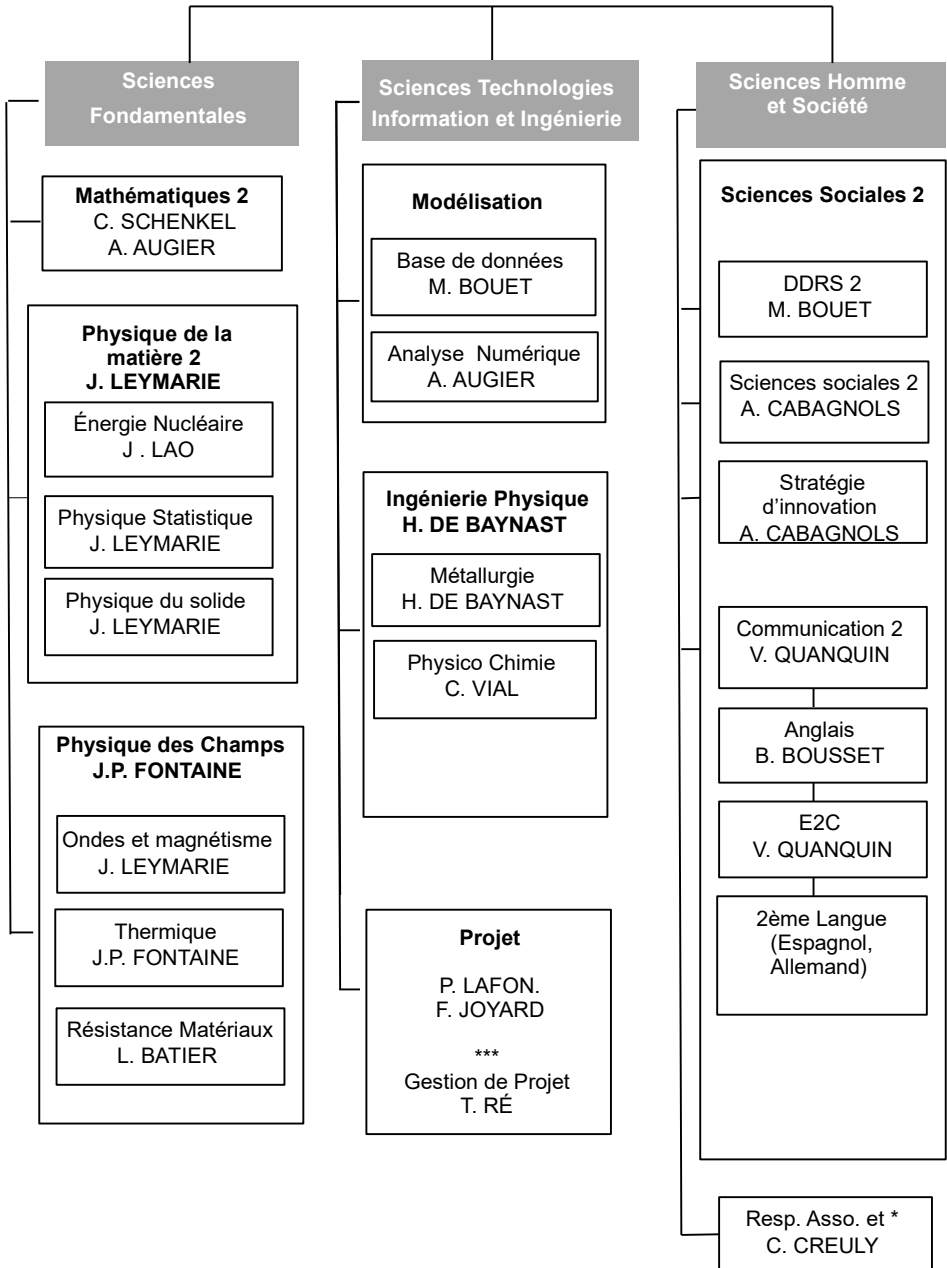 Sciences
Fondamentales
Mathématiques 2
C. SCHENKEL
A. AUGIER
Physique de la
matière 2
J. LEYMARIE
Énergie Nucléaire
J . LAO
Physique Statistique
J. LEYMARIE
Physique du solide
J. LEYMARIE
Physique des Champs
J.P. FONTAINE
Ondes et magnétisme
J. LEYMARIE
Thermique
J.P. FONTAINE
Résistance Matériaux
L. BATIER
Sciences Technologies
Information et Ingénierie
Modélisation
Base de données
M. BOUET
Analyse Numérique
A. AUGIER
Ingénierie Physique
H. DE BAYNAST
Métallurgie
H. DE BAYNAST
Physico Chimie
C. VIAL
Projet
P. LAFON.
F. JOYARD
***
Gestion de Projet
T. RÉ
Sciences Homme
et Société
Sciences Sociales 2
DDRS 2
M. BOUET
Sciences sociales 2
A. CABAGNOLS
Stratégie
d’innovation
A. CABAGNOLS
Communication 2
V. QUANQUIN
Anglais
B. BOUSSET
E2C
V. QUANQUIN
2ème Langue
(Espagnol,
Allemand)
Resp. Asso. et *
C. CREULY